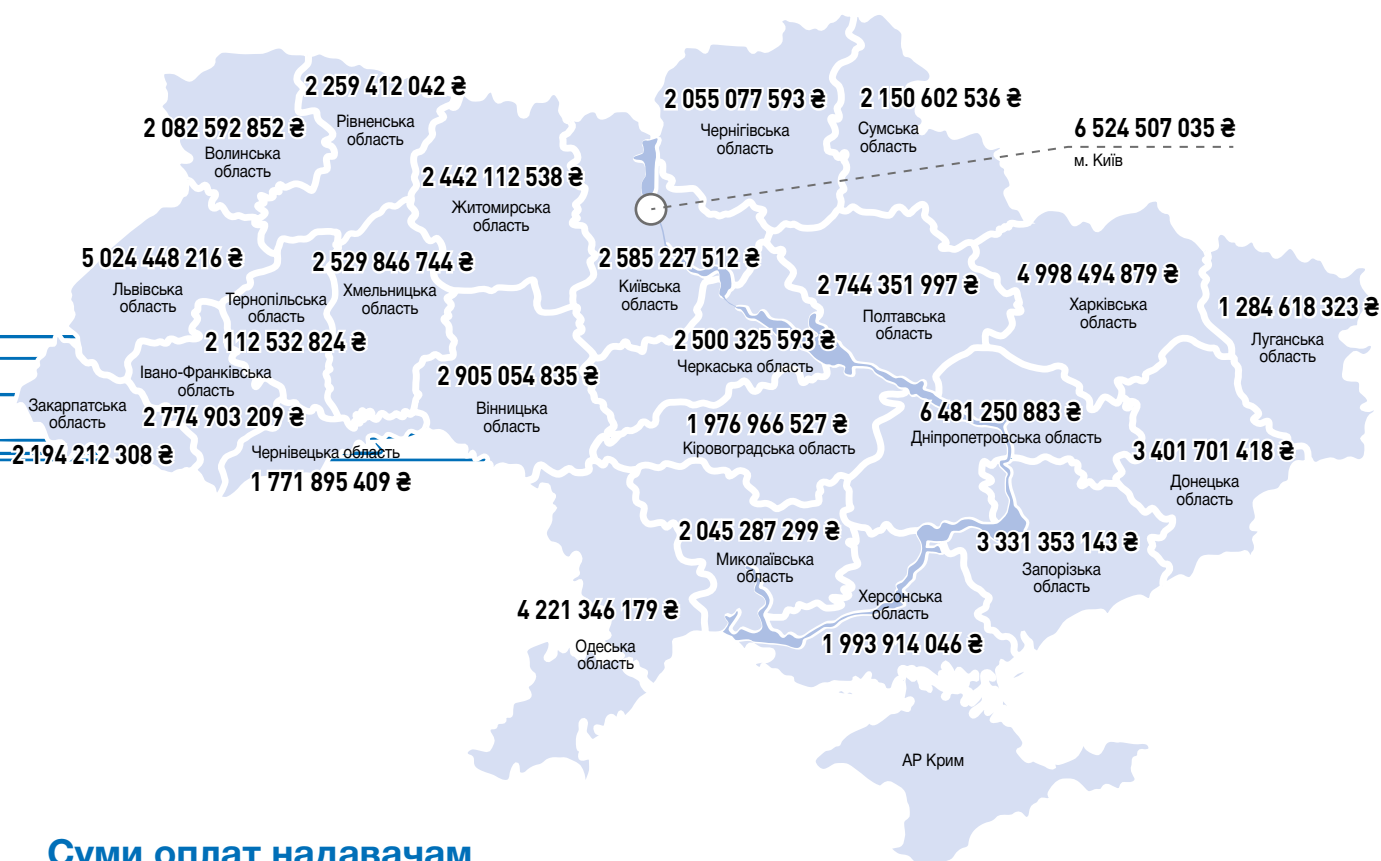 2 259 412 042 ₴
Рівненська
область
2 082 592 852 ₴
Волинська
область
2 055 077 593 ₴
Чернігівська
область
2 150 602 536 ₴
Сумська
область
6 524 507 035 ₴
м. Київ
2 442 112 538 ₴
Житомирська
область
5 024 448 216 ₴
Львівська
область
Тернопільська
область
2 112 532 824 ₴
2 529 846 744 ₴
Хмельницька
область
2 585 227 512 ₴
Київська
область
2 744 351 997 ₴
Полтавська
область
4 998 494 879 ₴
Харківська
область
1 284 618 323 ₴
Луганська
область
2 500 325 593 ₴
Черкаська область
Івано-Франківська
область
2 774 903 209 ₴
2 905 054 835 ₴
Вінницька
область
Закарпатська
область
2 194 212 308 ₴
Чернівецька область
1 771 895 409 ₴
1 976 966 527 ₴
Кіровоградська область
6 481 250 883 ₴
Дніпропетровська область
3 401 701 418 ₴
Донецька
область
2 045 287 299 ₴
Миколаївська
область
3 331 353 143 ₴
Запорізька
область
Херсонська
область
1 993 914 046 ₴
4 221 346 179 ₴
Одеська
область
АР Крим
Суми оплат надавачам